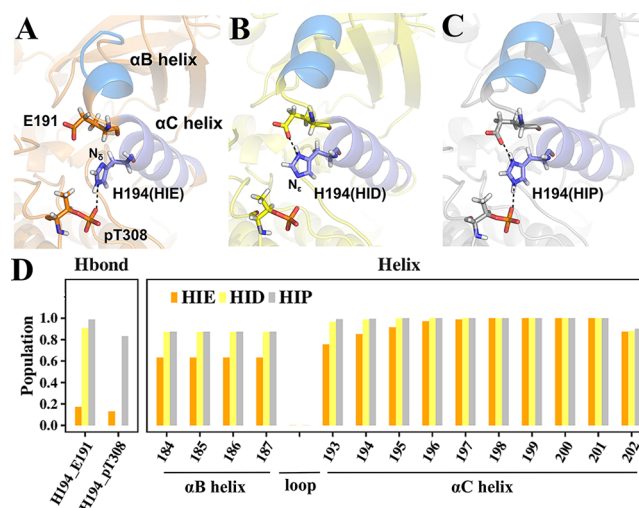 A
B
C
αB helix
E191
αC helix
Nδ
H194(HIE)
pT308
Nε
H194(HID)
H194(HIP)
D
Hbond
Helix
HIE
HID
HIP
Population
1.0
0.8
0.6
0.4
0.2
0.0
H194_E191
H194_pT308
184
185
186
187
193
194
195
196
197
198
199
200
201
202
αB helix
loop
αC helix